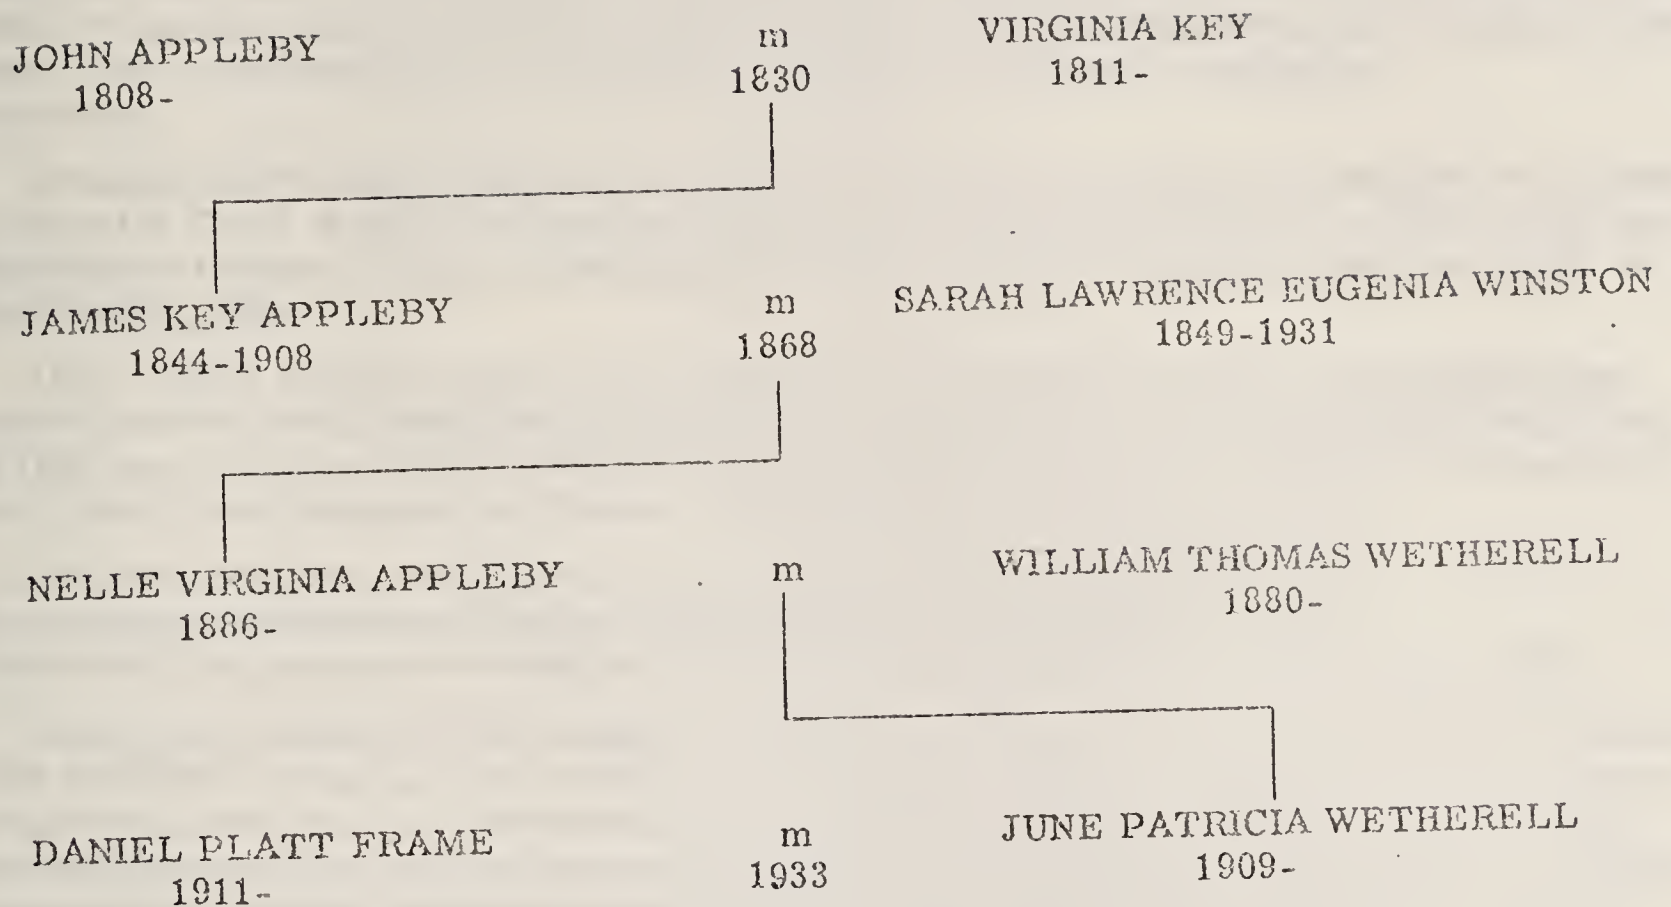 JOHN APPLEBY m VIRGINIA KEY
1808- 1830 1811-
JAMES KEY APPLEBY m SARAH LAWRENCE EUGENIA WINSTON
1844-1908 1868 1849-1931
NELLE VIRGINIA APPLEBY m WILLIAM THOMAS WETHERELL
1886- 1880-
DANIEL PLATT FRAME m JUNE PATRICIA WETHERELL
1911- 1933 1909-